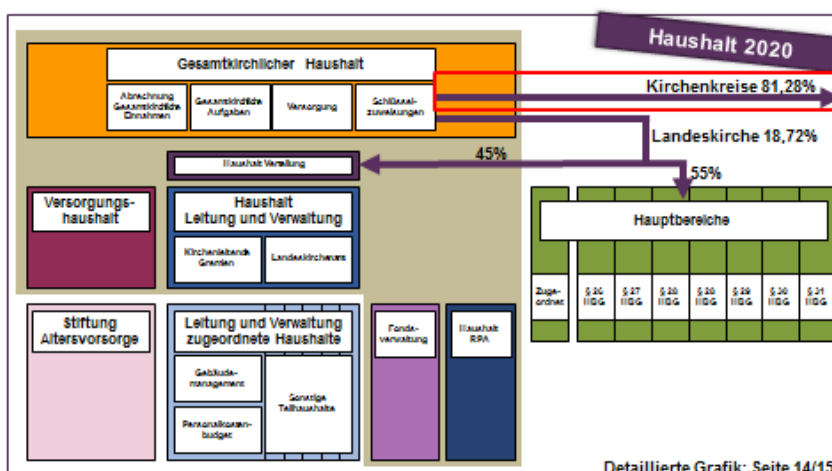 Haushalt 2020
Gesamtkirchlicher Haushalt
Abrechnung
Gesamtkirchliche
Einnahmen
Gesamtkirchliche
Aufgaben
Versorgung
Schlüssel-
zuweisungen
Kirchenkreise 81,28%
Landeskirche 18,72%
Haushalt Verteilung
45%
55%
Versorgungs-
haushalt
Haushalt
Leitung und Verwaltung
Kirchenleitende
Gremien
Landeskirchenamt
Hauptbereiche
Zuge-
ordnet
§ 26
HBG
§ 27
HBG
§ 28
HBG
§ 29
HBG
§ 30
HBG
§ 31
HBG
Stiftung
Altersvorsorge
Leitung und Verwaltung
zugeordnete Haushalte
Gebäude-
management
Personalkosten-
budget
Sonstige
Teilhaushalte
Fonds-
verwaltung
Haushalt
RPA
Detaillierte Grafik: Seite 14/15